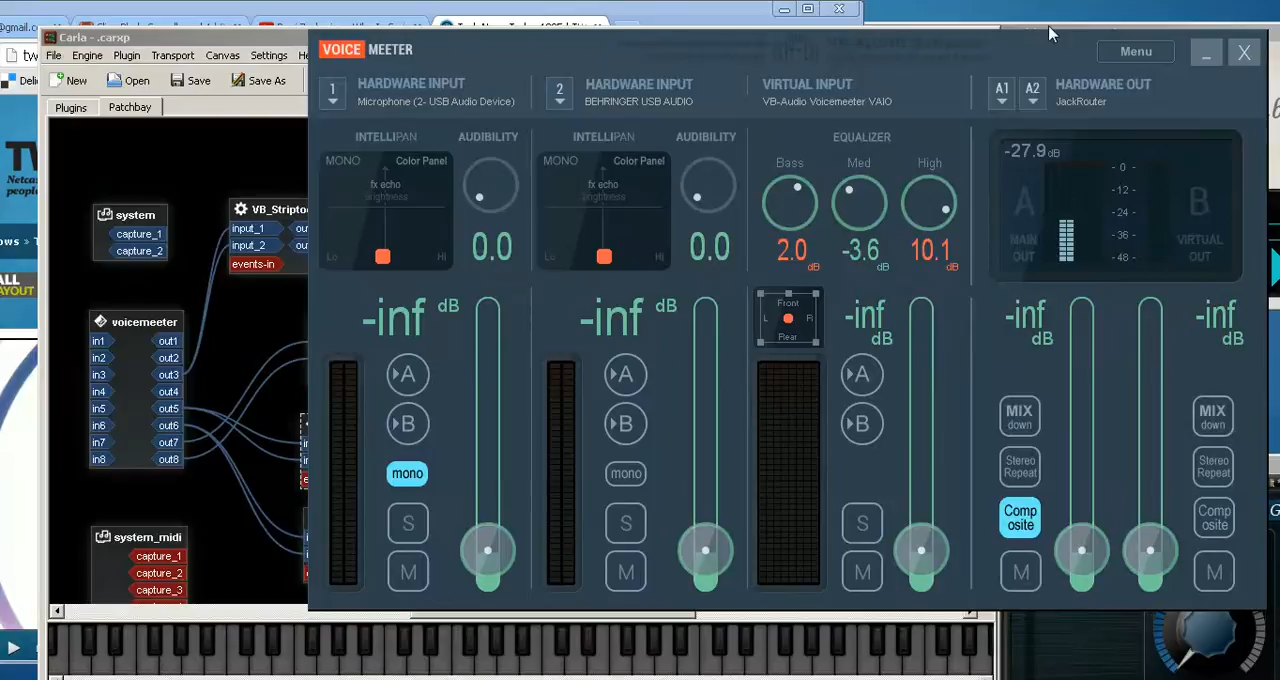 @gmail.c
Carla - .carxp
File Engine Plugin Transport Canvas Settings
New Open Save Save As
Plugins Patchbay
system
capture_1
capture_2
VB_Stripto
input_1
input_2
events-in
voicemeeter
in1 out1
in2 out2
in3 out3
in4 out4
in5 out5
in6 out6
in7 out7
in8 out8
system_midi
capture_1
capture_2
capture_3
VOICE MEETER
Menu
X
1 HARDWARE INPUT
Microphone (2- USB Audio Device)
2 HARDWARE INPUT
BEHRINGER USB AUDIO
VIRTUAL INPUT
VB-Audio Voicemeeter VAIO
A1 A2 HARDWARE OUT
JackRouter
INTELLIPAN AUDIBILITY
MONO Color Panel
fx echo
brightness
Lo Hi
0.0
INTELLIPAN AUDIBILITY
MONO Color Panel
fx echo
brightness
Lo Hi
0.0
EQUALIZER
Bass Med High
2.0 dB -3.6 dB 10.1 dB
-27.9 dB
- 0 -
-12 -
- 24 -
- 36 -
- 48 -
A
MAIN OUT
B
VIRTUAL OUT
-inf dB
A
B
mono
S
M
-inf dB
A
B
mono
S
M
Front
L R
Rear
-inf dB
A
B
S
M
-inf dB
MIX down
Stereo Repeat
Comp osite
M
-inf dB
MIX down
Stereo Repeat
Comp osite
M